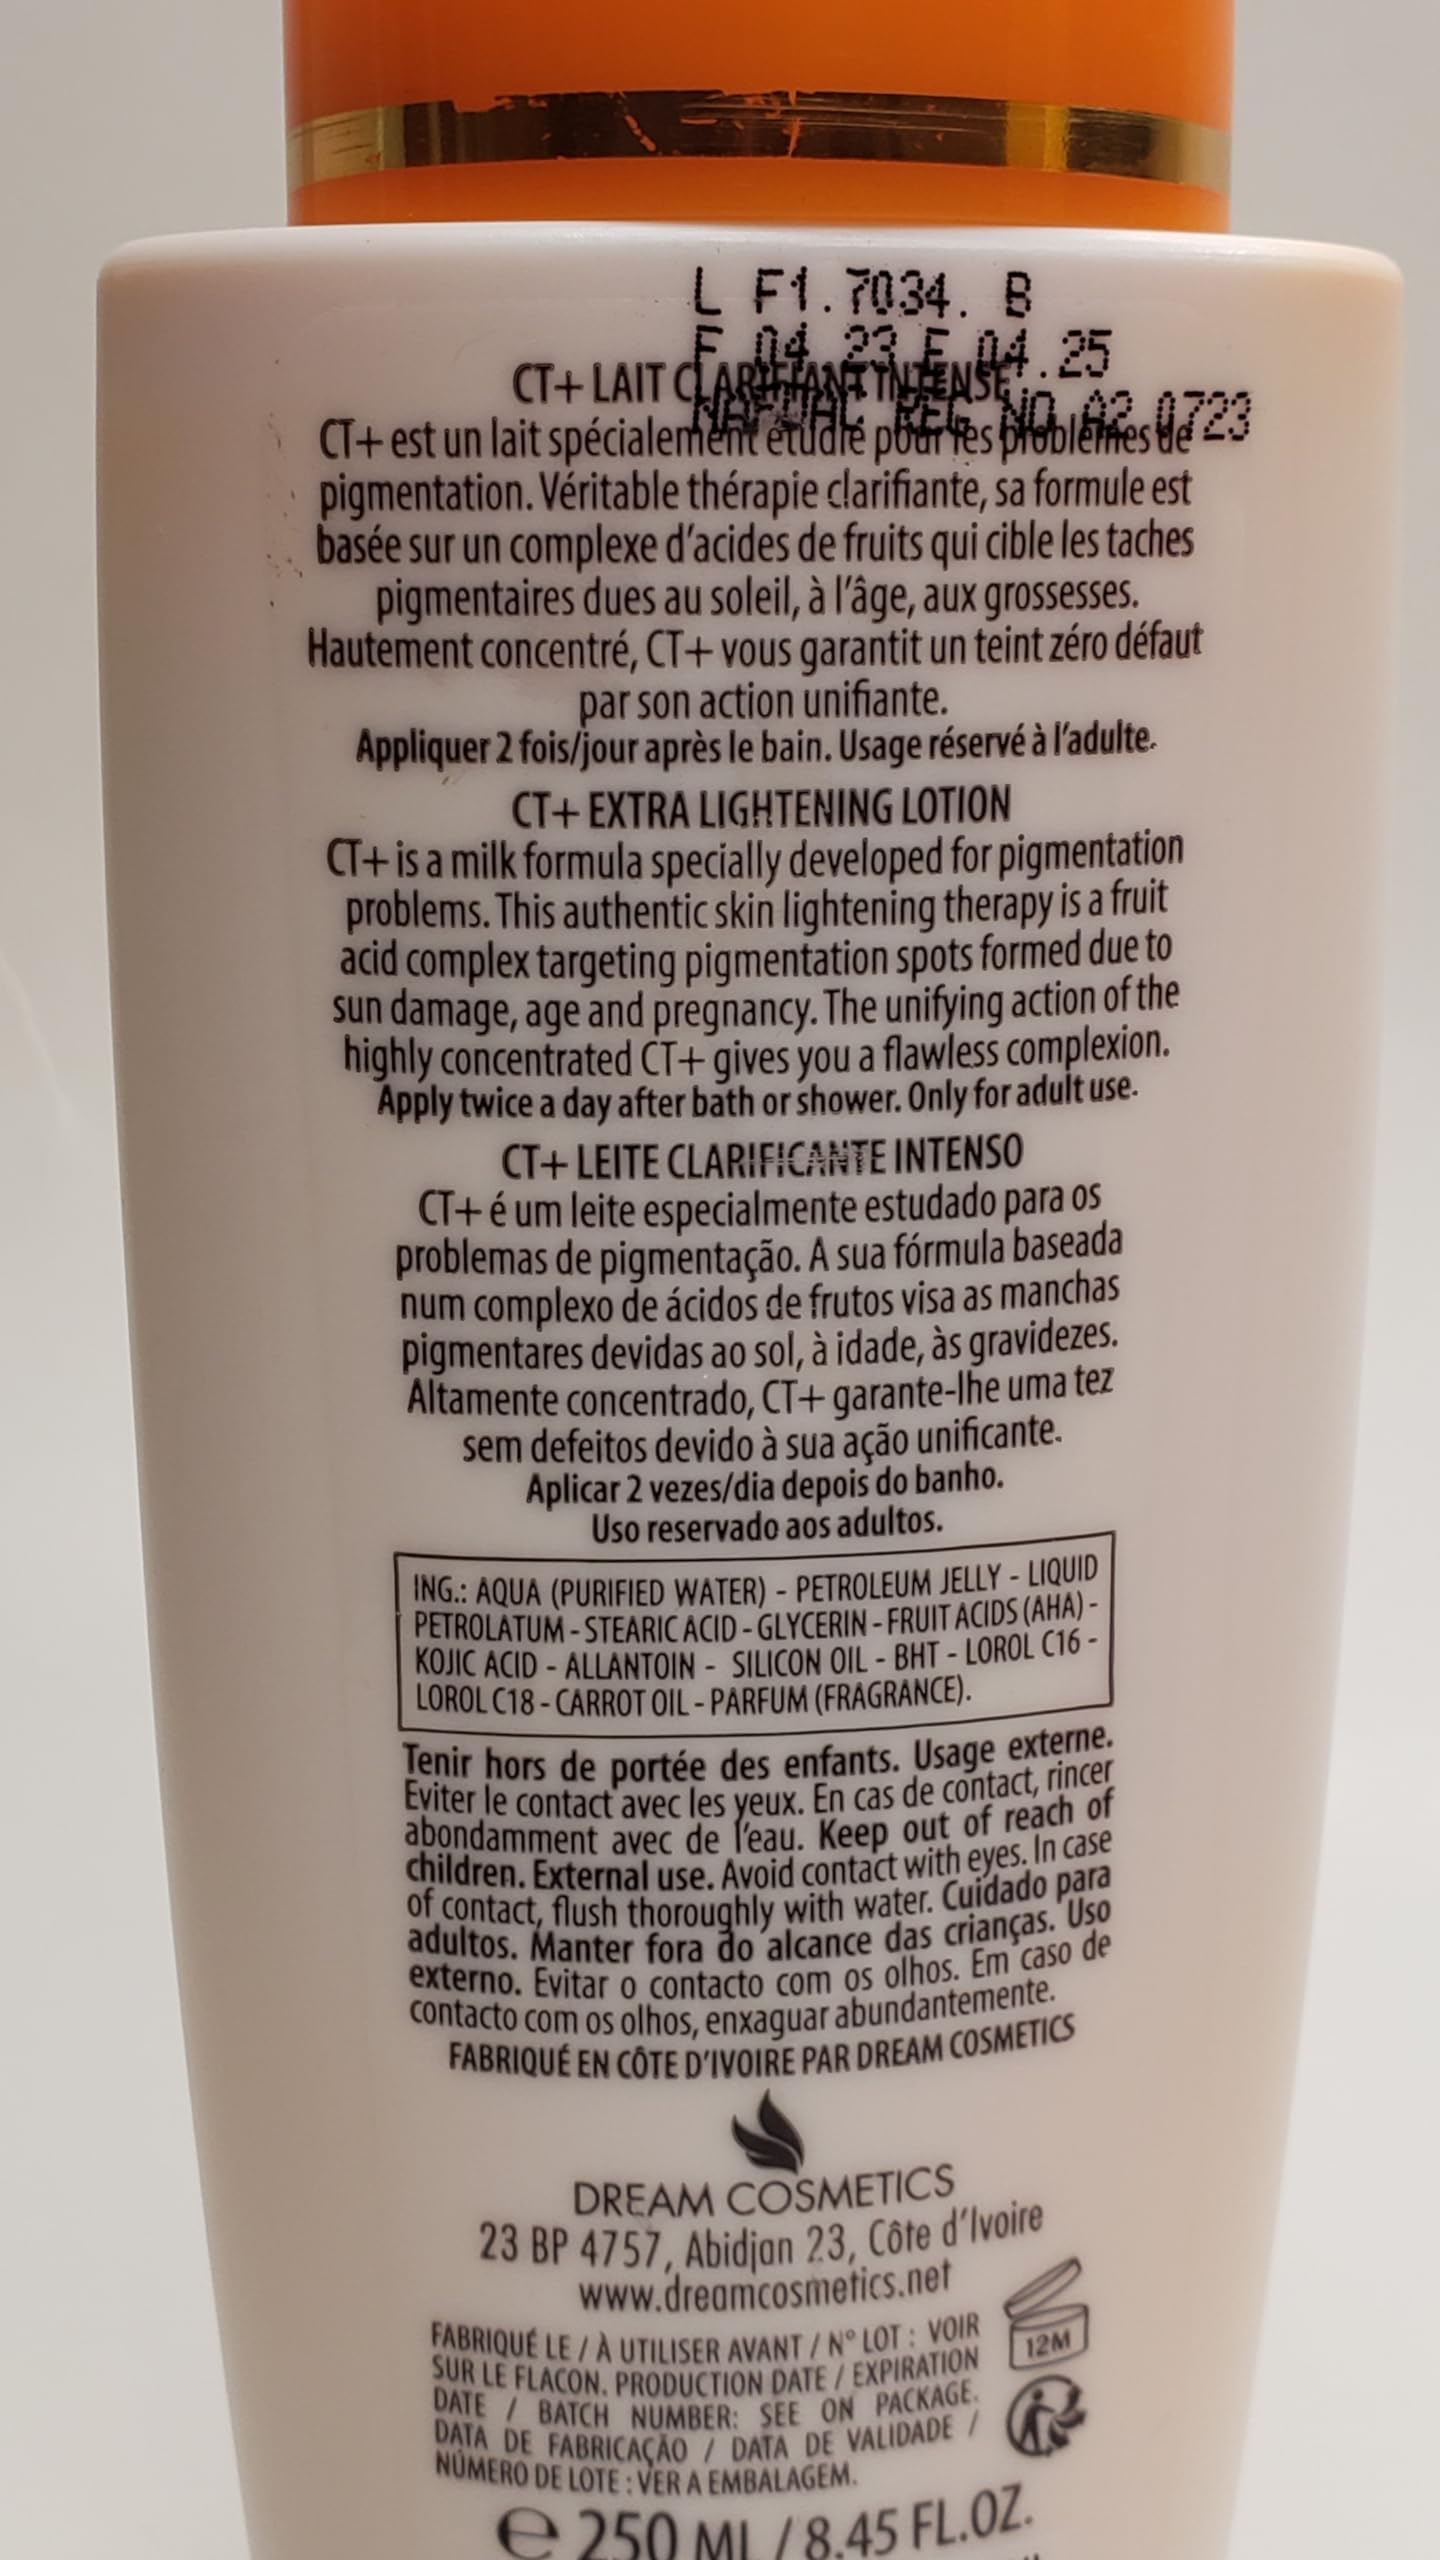 L F1.7034. B
F 04 23 E 04.25
CT+ LAIT CLARIFIANT INTENSE
NAFDAC REG NO A2 0723
CT+ est un lait spécialement étudié pour les problèmes de
pigmentation. Véritable thérapie clarifiante, sa formule est
basée sur un complexe d'acides de fruits qui cible les taches
pigmentaires dues au soleil, à l'âge, aux grossesses.
Hautement concentré, CT+ vous garantit un teint zéro défaut
par son action unifiante.
Appliquer 2 fois/jour après le bain. Usage réservé à l'adulte.
CT+ EXTRA LIGHTENING LOTION
CT+ is a milk formula specially developed for pigmentation
problems. This authentic skin lightening therapy is a fruit
acid complex targeting pigmentation spots formed due to
sun damage, age and pregnancy. The unifying action of the
highly concentrated CT+ gives you a flawless complexion.
Apply twice a day after bath or shower. Only for adult use.
CT+ LEITE CLARIFICANTE INTENSO
CT+ é um leite especialmente estudado para os
problemas de pigmentação. A sua fórmula baseada
num complexo de ácidos de frutos visa as manchas
pigmentares devidas ao sol, à idade, às gravidezes.
Altamente concentrado, CT+ garante-lhe uma tez
sem defeitos devido à sua ação unificante.
Aplicar 2 vezes/dia depois do banho.
Uso reservado aos adultos.
ING.: AQUA (PURIFIED WATER) - PETROLEUM JELLY - LIQUID
PETROLATUM - STEARIC ACID - GLYCERIN - FRUIT ACIDS (AHA) -
KOJIC ACID - ALLANTOIN - SILICON OIL - BHT - LOROL C16 -
LOROL C18 - CARROT OIL - PARFUM (FRAGRANCE).
Tenir hors de portée des enfants. Usage externe.
Eviter le contact avec les yeux. En cas de contact, rincer
abondamment avec de l'eau. Keep out of reach of
children. External use. Avoid contact with eyes. In case
of contact, flush thoroughly with water. Cuidado para
adultos. Manter fora do alcance das crianças. Uso
externo. Evitar o contacto com os olhos. Em caso de
contacto com os olhos, enxaguar abundantemente.
FABRIQUÉ EN CÔTE D'IVOIRE PAR DREAM COSMETICS
DREAM COSMETICS
23 BP 4757, Abidjan 23, Côte d'Ivoire
www.dreamcosmetics.net
FABRIQUÉ LE / À UTILISER AVANT / N° LOT : VOIR
SUR LE FLACON. PRODUCTION DATE / EXPIRATION
DATE / BATCH NUMBER: SEE ON PACKAGE.
DATA DE FABRICAÇÃO / DATA DE VALIDADE /
NÚMERO DE LOTE : VER A EMBALAGEM.
12M
e 250 ML / 8.45 FL.OZ.